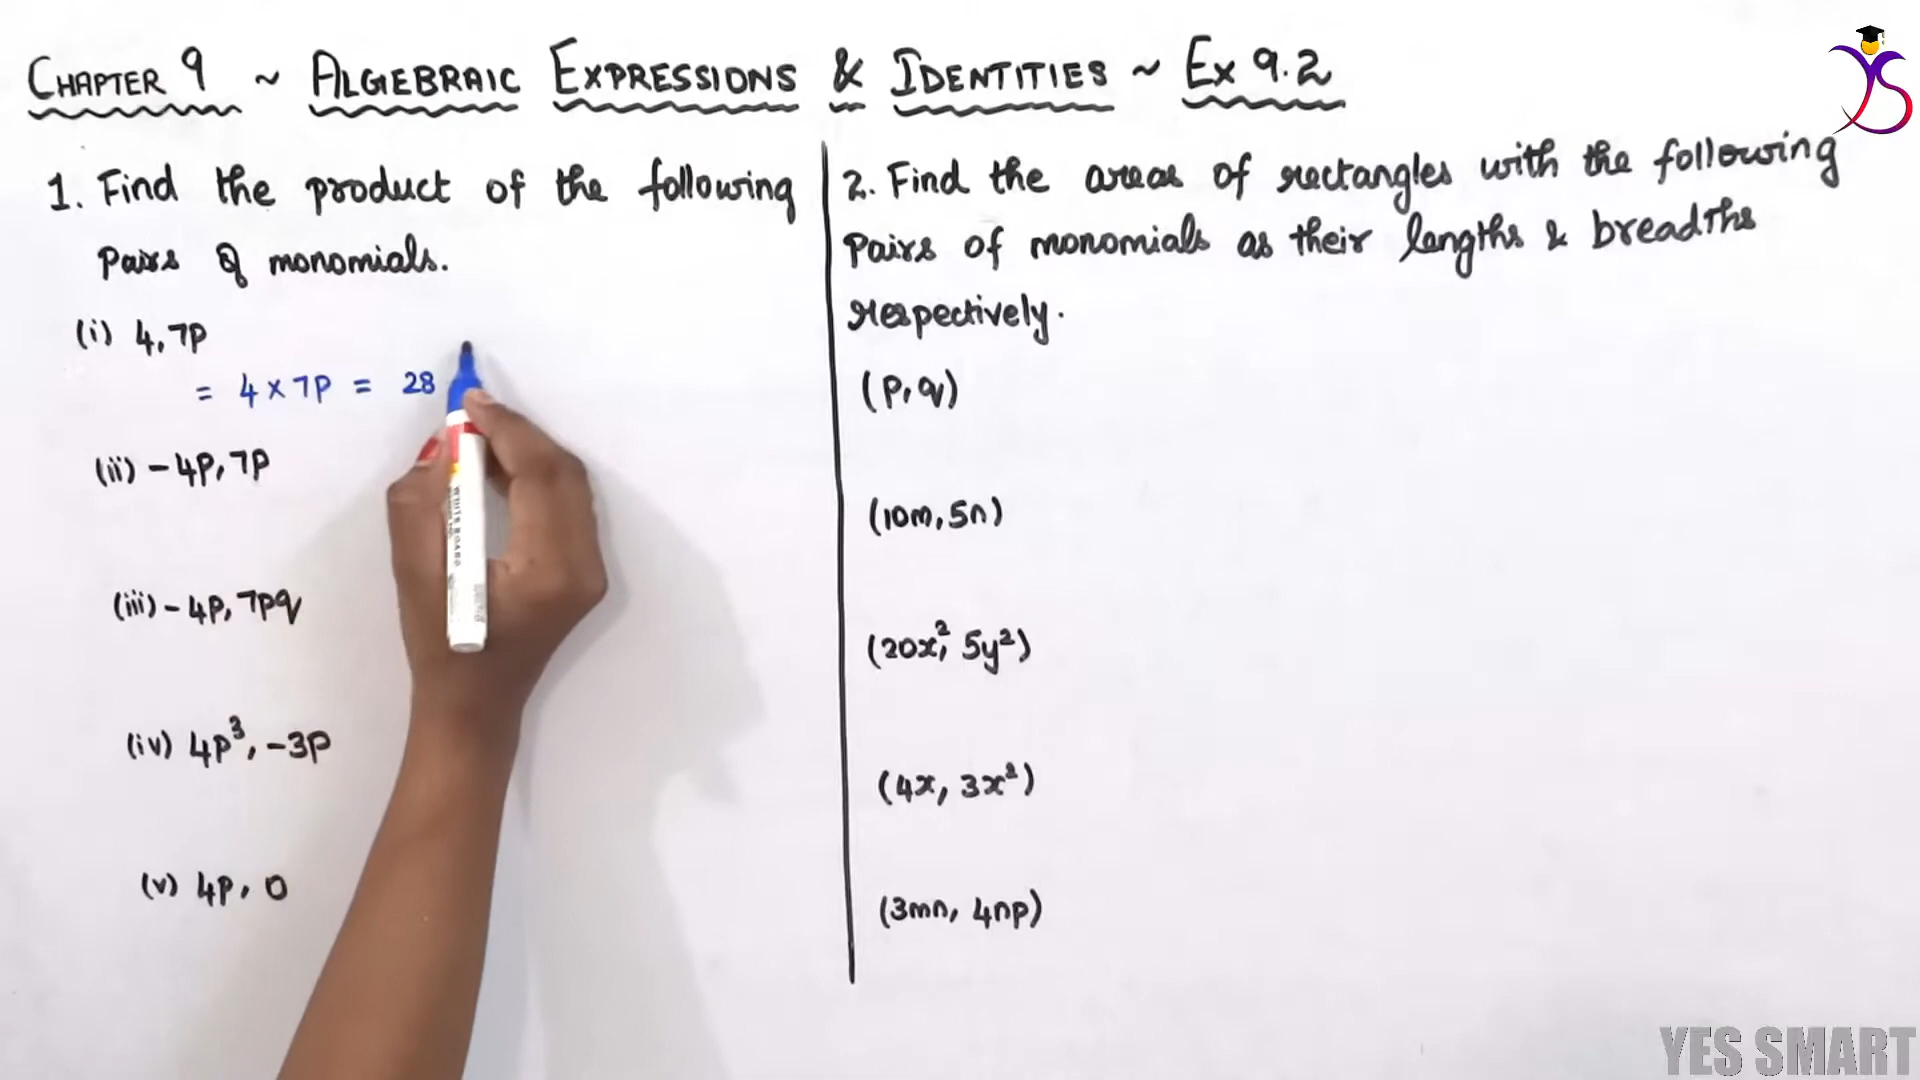 CHAPTER 9 ~ ALGEBRAIC EXPRESSIONS & IDENTITIES ~ Ex 9.2
1. Find the product of the following
Pairs of monomials.
(i) 4, 7p
= 4 × 7p = 28
(ii) - 4p, 7p
(iii) - 4p, 7pq
(iv) 4p³, -3p
(v) 4p, 0
2. Find the areas of rectangles with the following
Pairs of monomials as their lengths & breadths
respectively.
(p, q)
(10m, 5n)
(20x², 5y²)
(4x, 3x²)
(3mn, 4np)
YES SMART